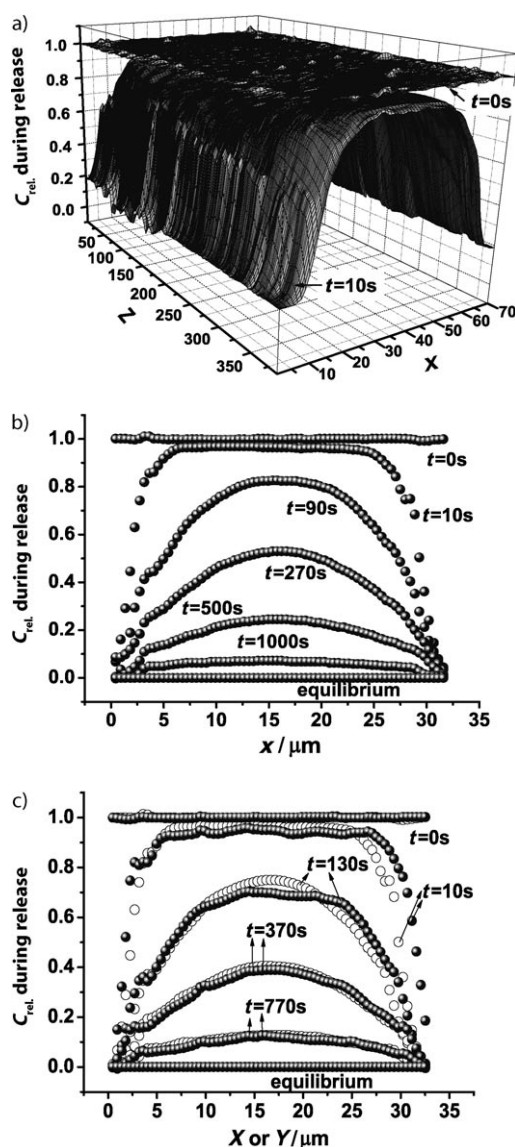 a)
C rel. during release
1.0
0.8
0.6
0.4
0.2
0.0
t=0s
t=10s
50
100
150
200
250
300
350
Z
10
20
30
40
50
60
70
X
b)
C rel. during release
1.0
0.8
0.6
0.4
0.2
0.0
t=0s
t=10s
t=90s
t=270s
t=500s
t=1000s
equilibrium
0 5 10 15 20 25 30 35
x / µm
c)
C rel. during release
1.0
0.8
0.6
0.4
0.2
0.0
t=0s
t=130s
t=10s
t=370s
t=770s
equilibrium
0 5 10 15 20 25 30 35
X or Y/µm